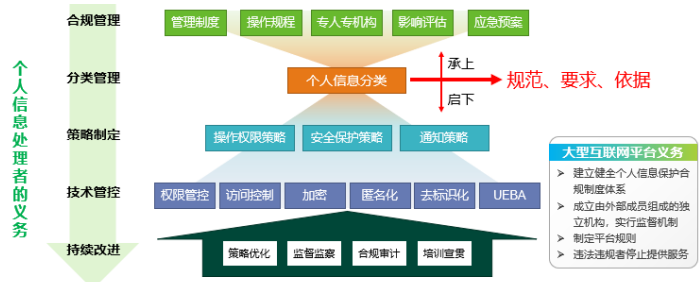 个人信息处理者的义务
合规管理
管理制度
操作规程
专人专机构
影响评估
应急预案
分类管理
个人信息分类
承上
启下
规范、要求、依据
策略制定
操作权限策略
安全保护策略
通知策略
技术管控
权限管控
访问控制
加密
匿名化
去标识化
UEBA
持续改进
策略优化
监督监察
合规审计
培训宣贯
大型互联网平台义务
➢ 建立健全个人信息保护合
规制度体系
➢ 成立由外部成员组成的独
立机构，实行监督机制
➢ 制定平台规则
➢ 违法违规者停止提供服务